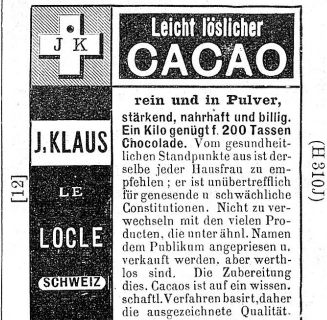 J K
Leicht löslicher
CACAO
[12]
J. KLAUS
LE
LOCLE
SCHWEIZ
rein und in Pulver,
stärkend, nahrhaft und billig.
Ein Kilo genügt f. 200 Tassen
Chocolade. Vom gesundheit-
lichen Standpunkte aus ist der-
selbe jeder Hausfrau zu em-
pfehlen; er ist unübertrefflich
für genesende u. schwächliche
Constitutionen. Nicht zu ver-
wechseln mit den vielen Pro-
ducten, die unter ähnl. Namen
dem Publikum angepriesen u.
verkauft werden, aber werth-
los sind. Die Zubereitung
dies. Cacaos ist auf ein wissen-
schaftl. Verfahren basirt, daher
die ausgezeichnete Qualität.
(H 310 J)